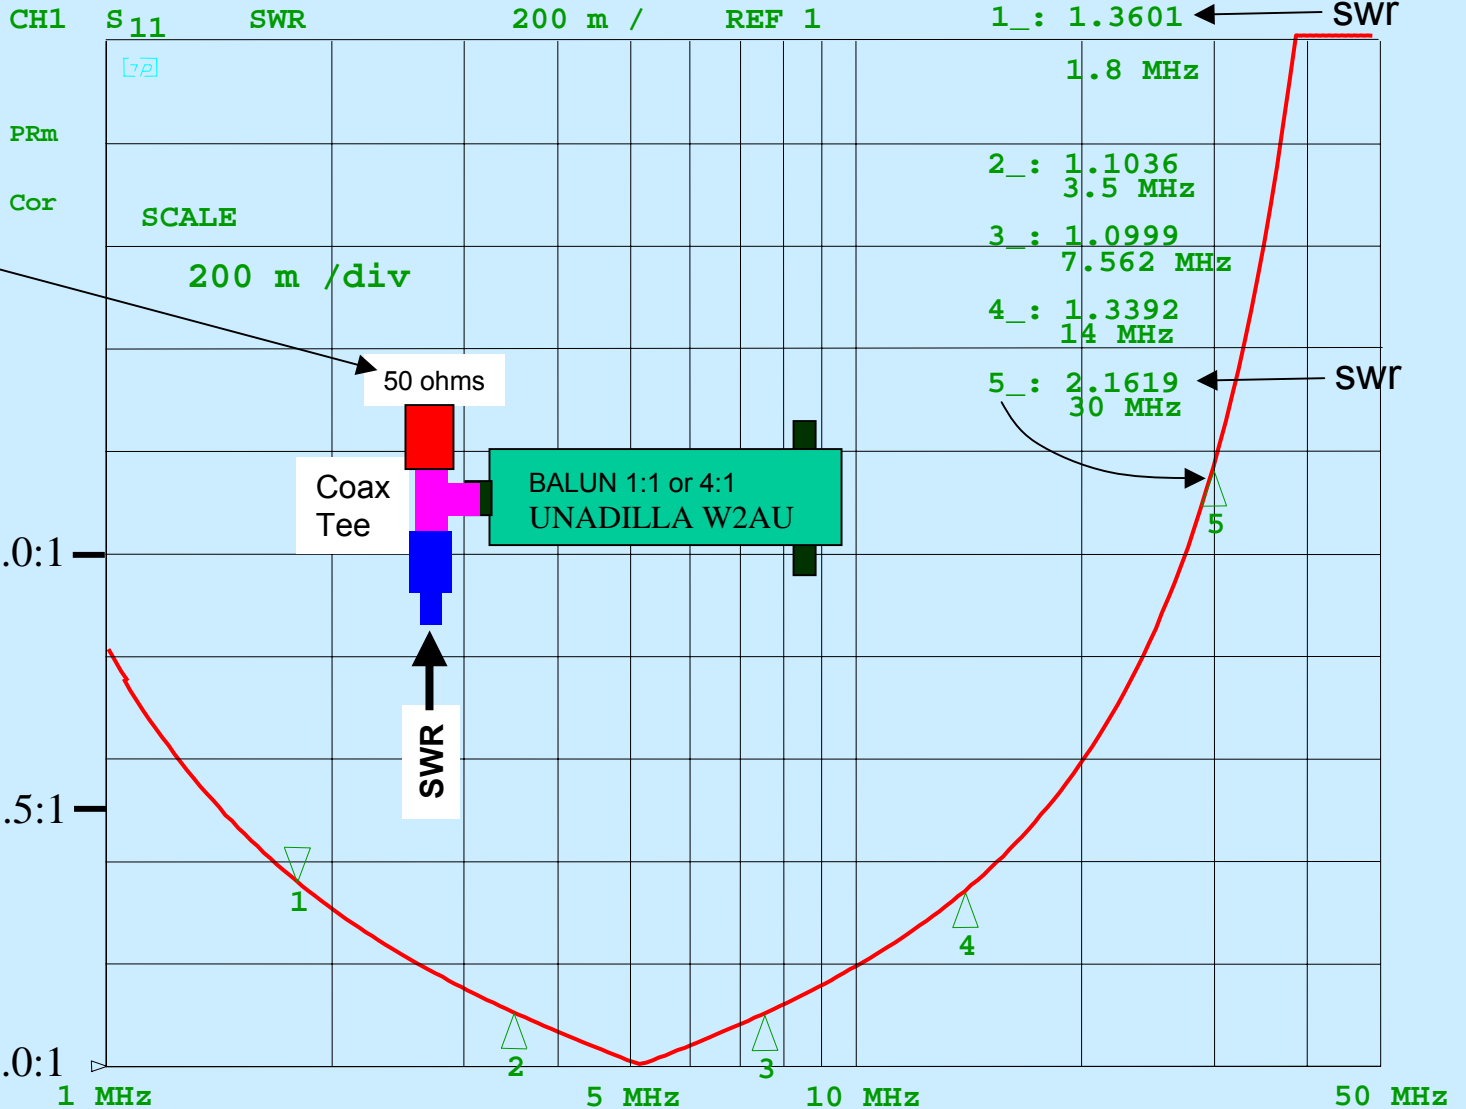 CH1 S11 SWR 200 m / REF 1 1_: 1.3601 swr
1.8 MHz
PRm
2_: 1.1036
3.5 MHz
Cor
SCALE
3_: 1.0999
7.562 MHz
200 m /div
4_: 1.3392
14 MHz
50 ohms
5_: 2.1619 swr
30 MHz
Coax
Tee
BALUN 1:1 or 4:1
UNADILLA W2AU
5
.0:1
SWR
.5:1
1
4
2
3
.0:1
1 MHz 5 MHz 10 MHz 50 MHz